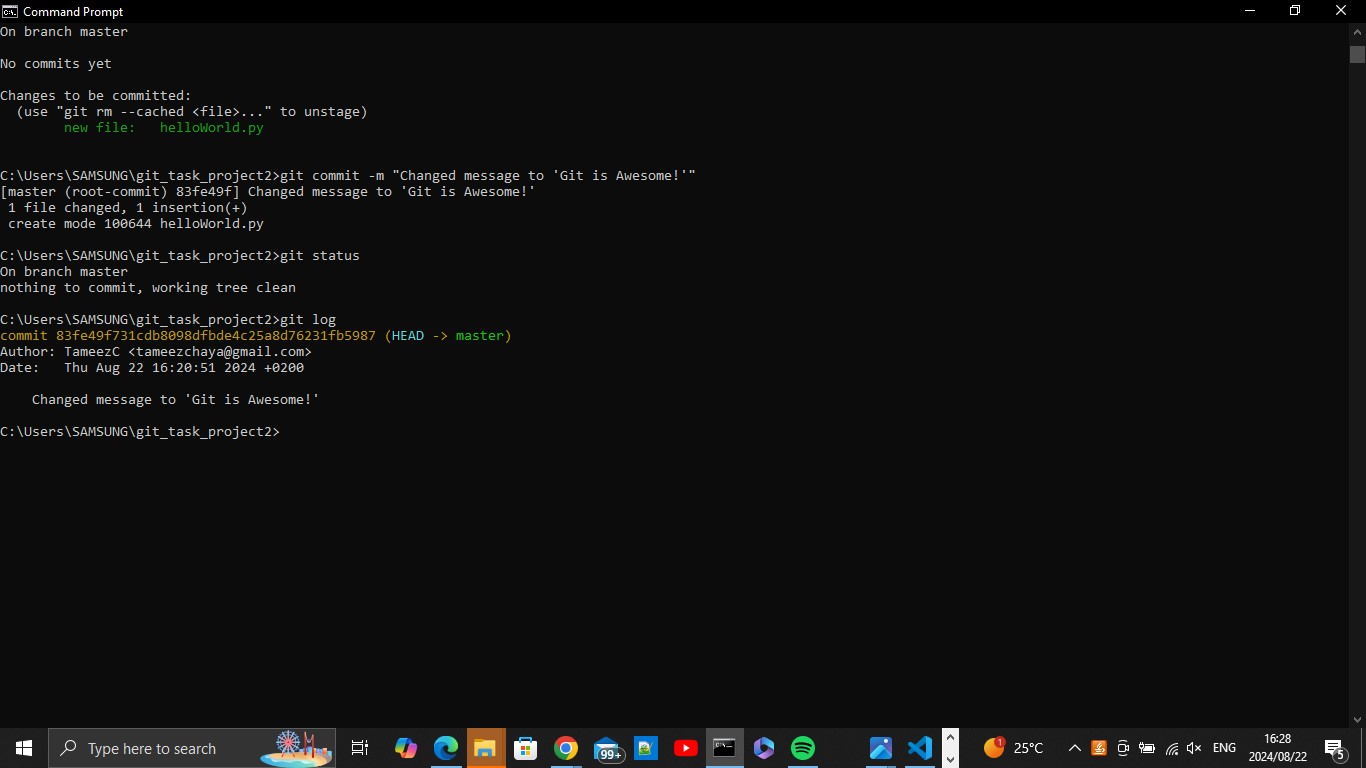 Command Prompt
On branch master
No commits yet
Changes to be committed:
  (use "git rm --cached <file>..." to unstage)
        new file:   helloWorld.py
C:\Users\SAMSUNG\git_task_project2>git commit -m "Changed message to 'Git is Awesome!'"
[master (root-commit) 83fe49f] Changed message to 'Git is Awesome!'
 1 file changed, 1 insertion(+)
 create mode 100644 helloWorld.py
C:\Users\SAMSUNG\git_task_project2>git status
On branch master
nothing to commit, working tree clean
C:\Users\SAMSUNG\git_task_project2>git log
commit 83fe49f731cdb8098dfbde4c25a8d76231fb5987 (HEAD -> master)
Author: TameezC <tameezchaya@gmail.com>
Date:   Thu Aug 22 16:20:51 2024 +0200
    Changed message to 'Git is Awesome!'
C:\Users\SAMSUNG\git_task_project2>
Type here to search
99+
1
25°C
ENG
16:28
2024/08/22
5